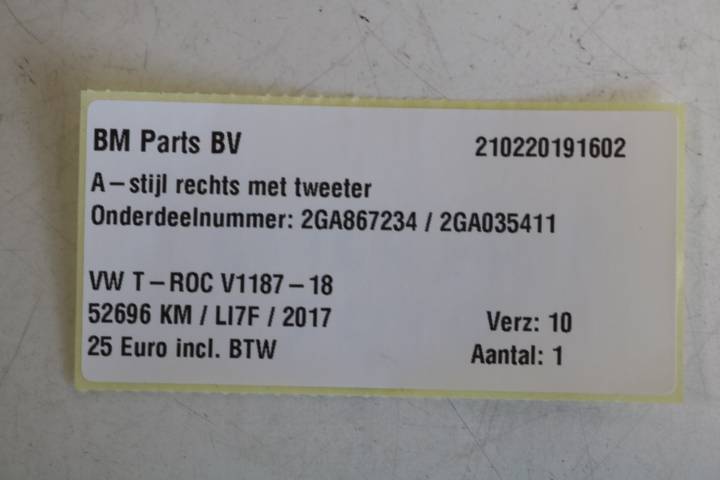 BM Parts BV 210220191602
A-stijl rechts met tweeter
Onderdeelnummer: 2GA867234 / 2GA035411
VW T-ROC V1187-18
52696 KM / LI7F / 2017 Verz: 10
25 Euro incl. BTW Aantal: 1